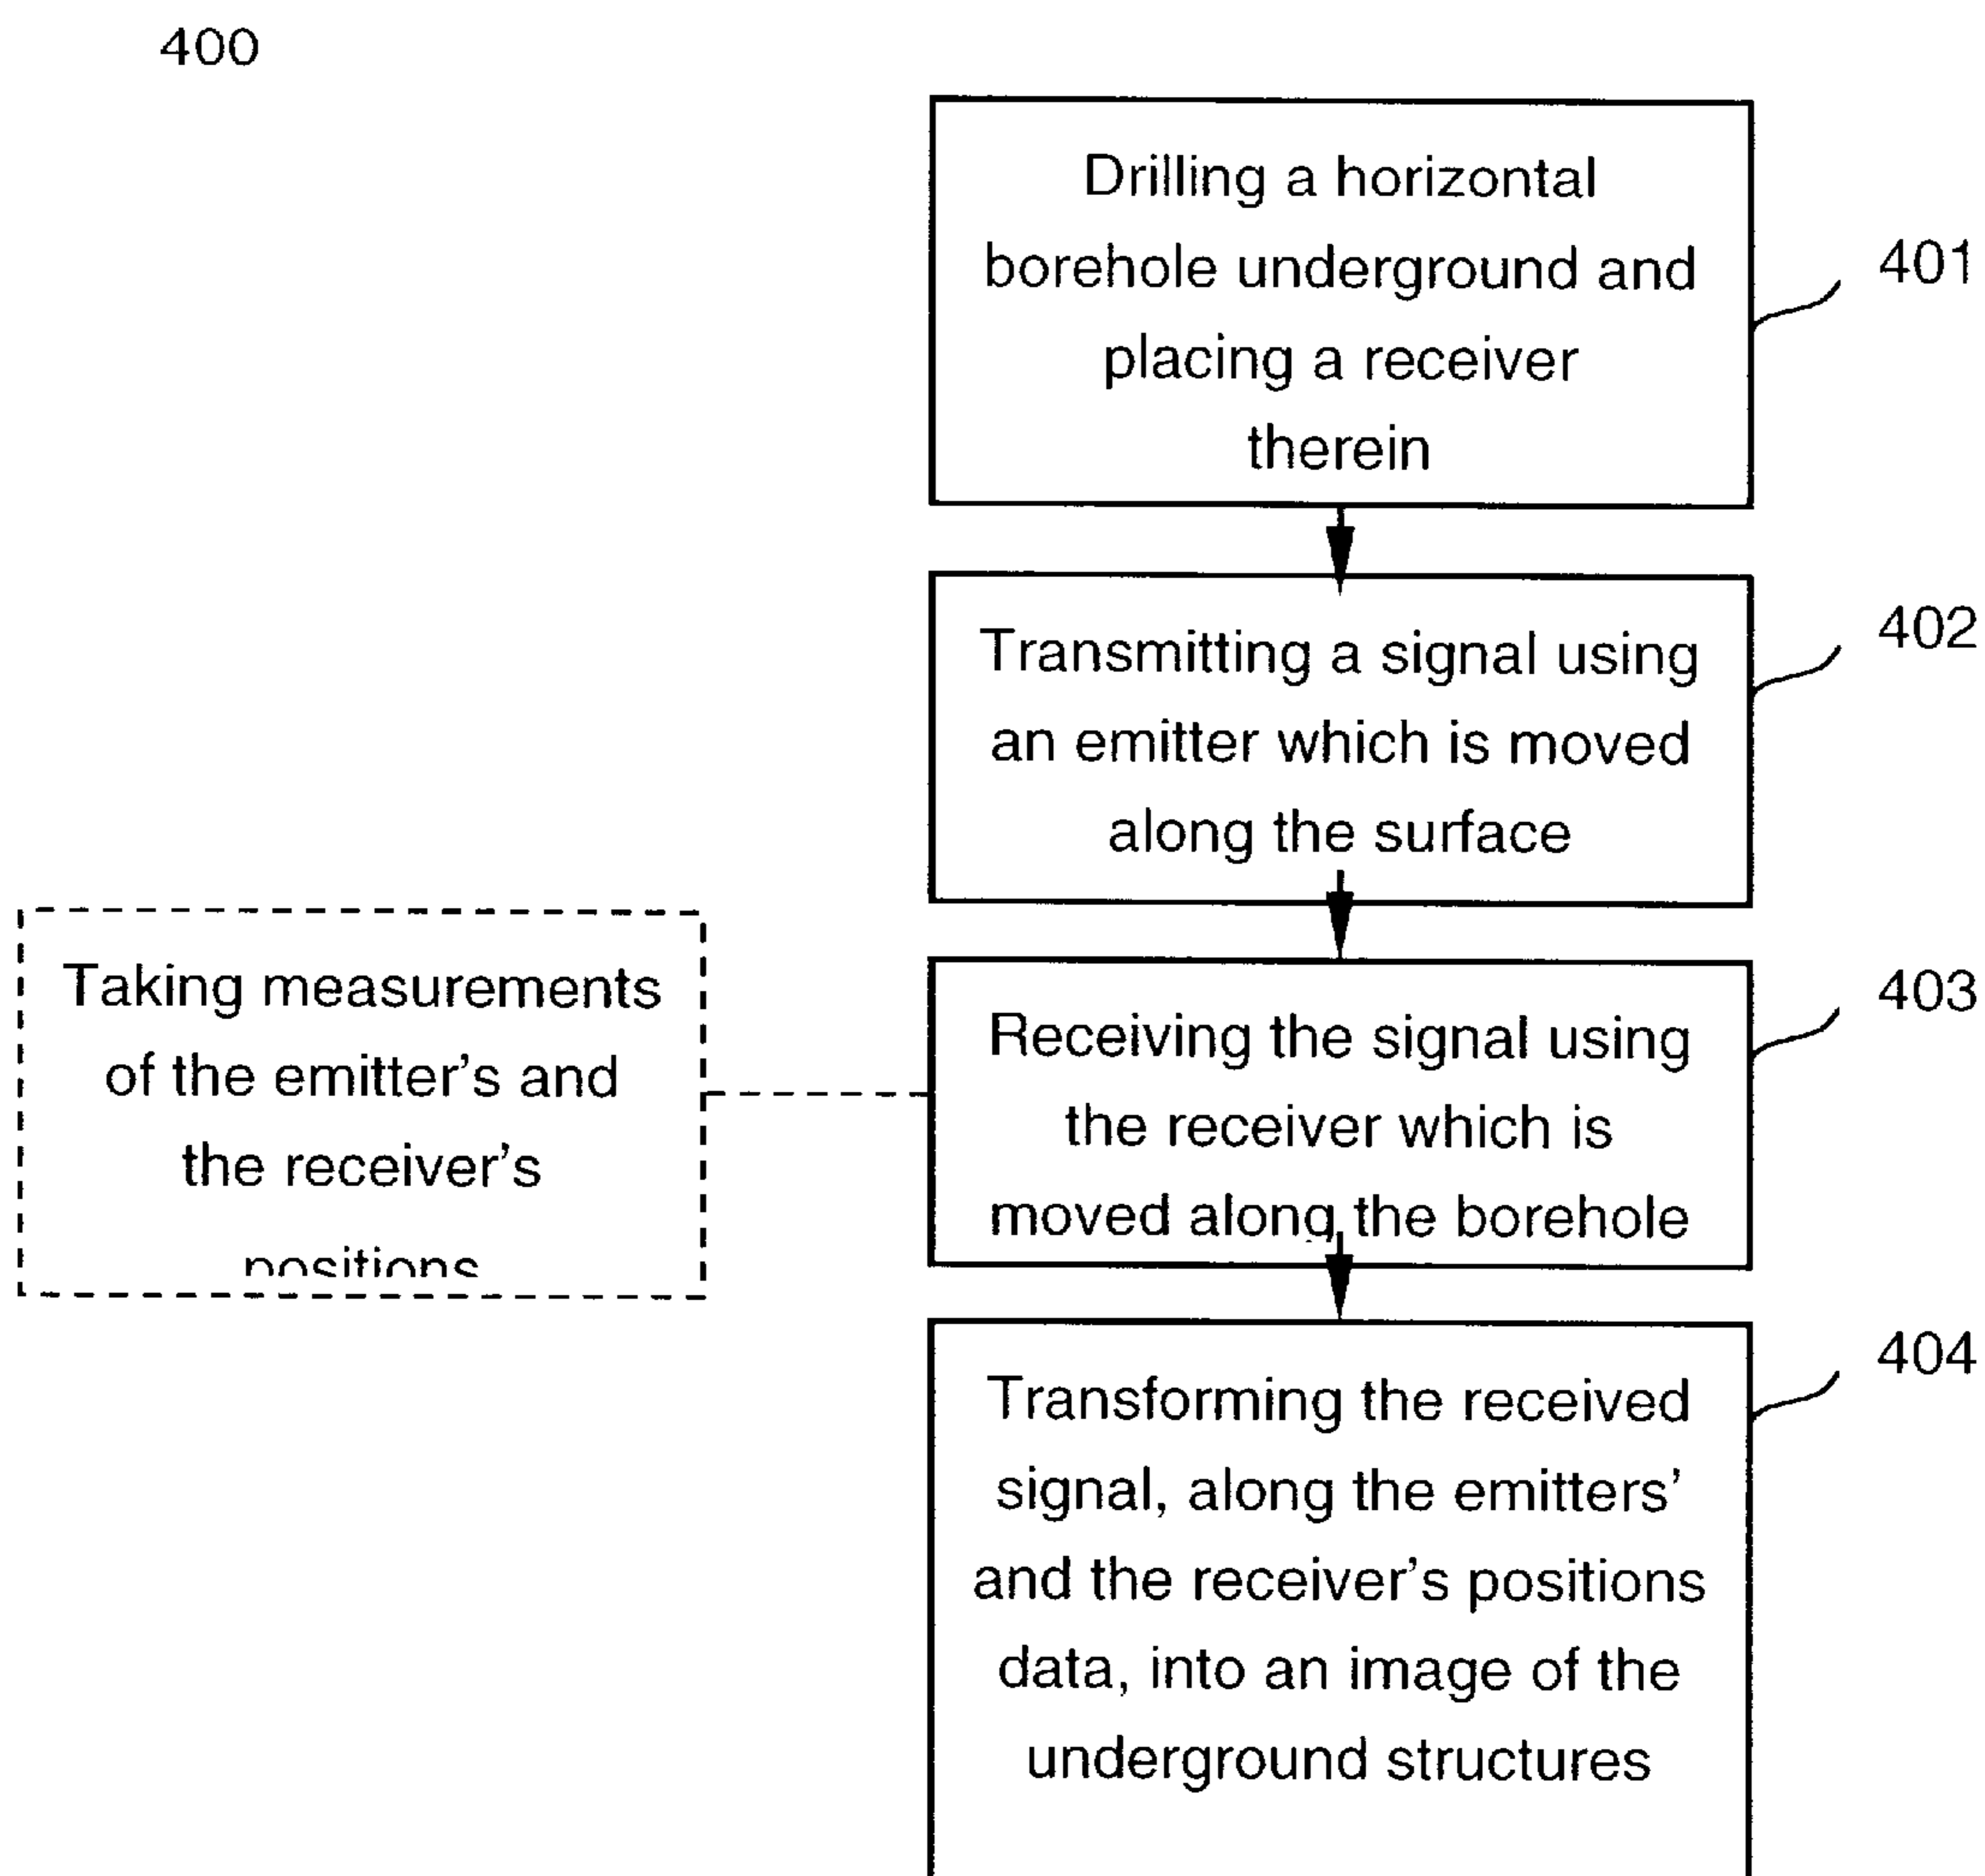 400
Drilling a horizontal
borehole underground and
placing a receiver
therein
401
Transmitting a signal using
an emitter which is moved
along the surface
402
Taking measurements
of the emitter's and
the receiver's
positions
Receiving the signal using
the receiver which is
moved along the borehole
403
Transforming the received
signal, along the emitters'
and the receiver's positions
data, into an image of the
underground structures
404